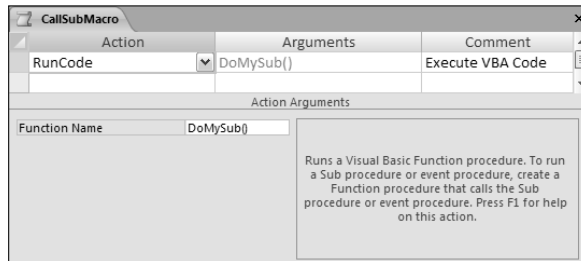 CallSubMacro
Action Arguments Comment
RunCode DoMySub() Execute VBA Code
Action Arguments
Function Name DoMySub()
Runs a Visual Basic Function procedure. To run
a Sub procedure or event procedure, create a
Function procedure that calls the Sub
procedure or event procedure. Press F1 for help
on this action.